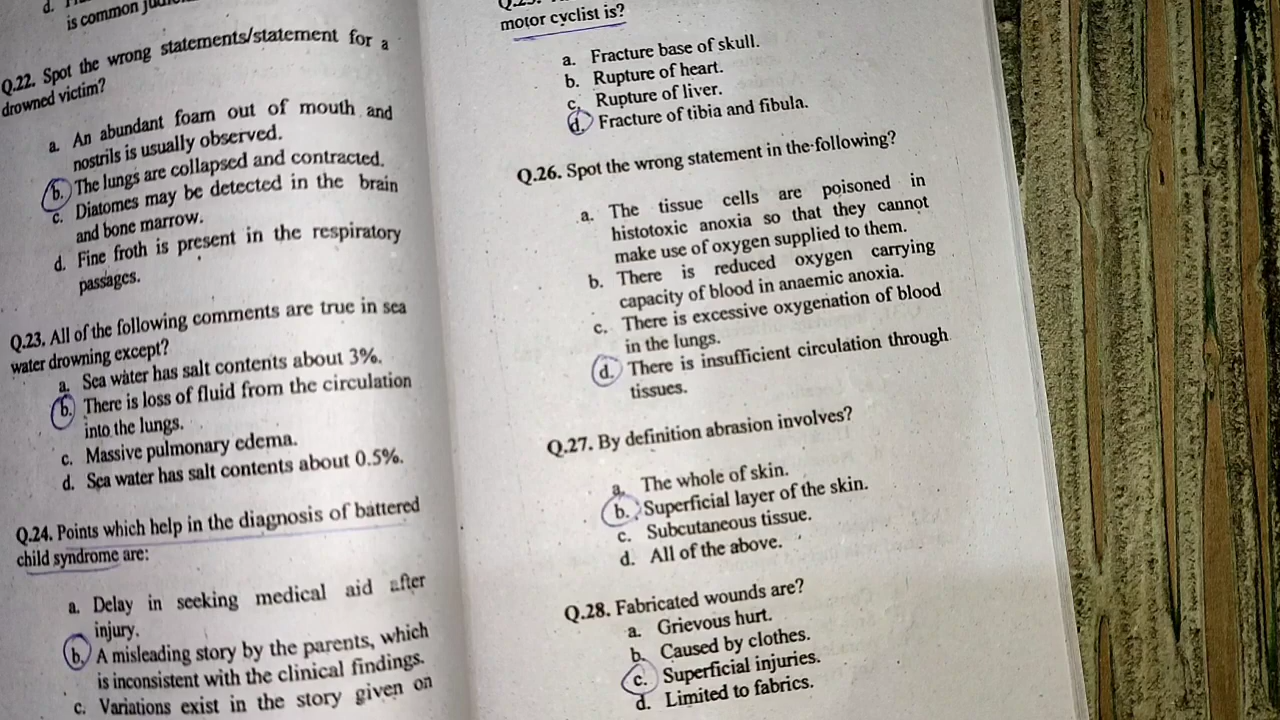 d.
is common
Q.22. Spot the wrong statements/statement for a
drowned victim?
a. An abundant foam out of mouth and
nostrils is usually observed.
b. The lungs are collapsed and contracted.
c. Diatomes may be detected in the brain
and bone marrow.
d. Fine froth is present in the respiratory
passages.
Q.23. All of the following comments are true in sea
water drowning except?
a. Sea water has salt contents about 3%.
b. There is loss of fluid from the circulation
into the lungs.
c. Massive pulmonary edema.
d. Sea water has salt contents about 0.5%.
Q.24. Points which help in the diagnosis of battered
child syndrome are:
a. Delay in seeking medical aid after
injury.
b. A misleading story by the parents, which
is inconsistent with the clinical findings.
c. Variations exist in the story given on
motor cyclist is?
a. Fracture base of skull.
b. Rupture of heart.
c. Rupture of liver.
d. Fracture of tibia and fibula.
Q.26. Spot the wrong statement in the following?
a. The tissue cells are poisoned in
histotoxic anoxia so that they cannot
make use of oxygen supplied to them.
b. There is reduced oxygen carrying
capacity of blood in anaemic anoxia.
c. There is excessive oxygenation of blood
in the lungs.
d. There is insufficient circulation through
tissues.
Q.27. By definition abrasion involves?
a. The whole of skin.
b. Superficial layer of the skin.
c. Subcutaneous tissue.
d. All of the above.
Q.28. Fabricated wounds are?
a. Grievous hurt.
b. Caused by clothes.
c. Superficial injuries.
d. Limited to fabrics.